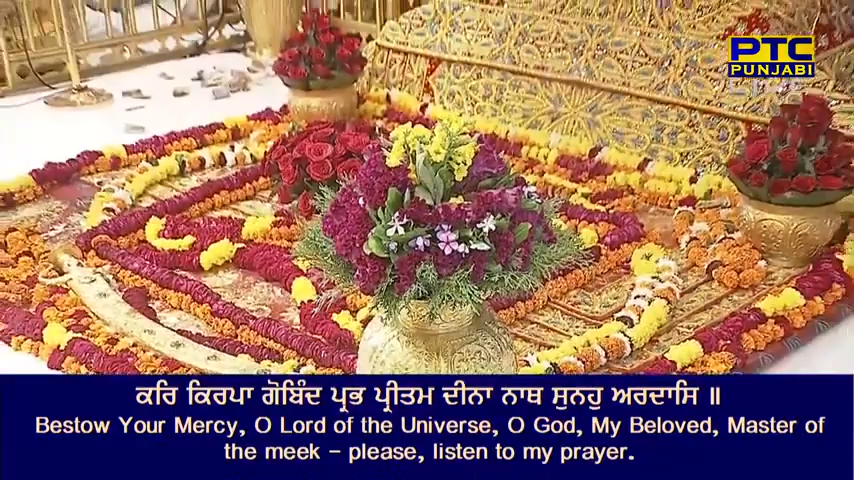 PTC
PUNJABI
ਕਰਿ ਕਿਰਪਾ ਗੋਬਿੰਦ ਪ੍ਰਭ ਪ੍ਰੀਤਮ ਦੀਨਾ ਨਾਥ ਸੁਨਹੁ ਅਰਦਾਸਿ ॥
Bestow Your Mercy, O Lord of the Universe, O God, My Beloved, Master of
the meek – please, listen to my prayer.